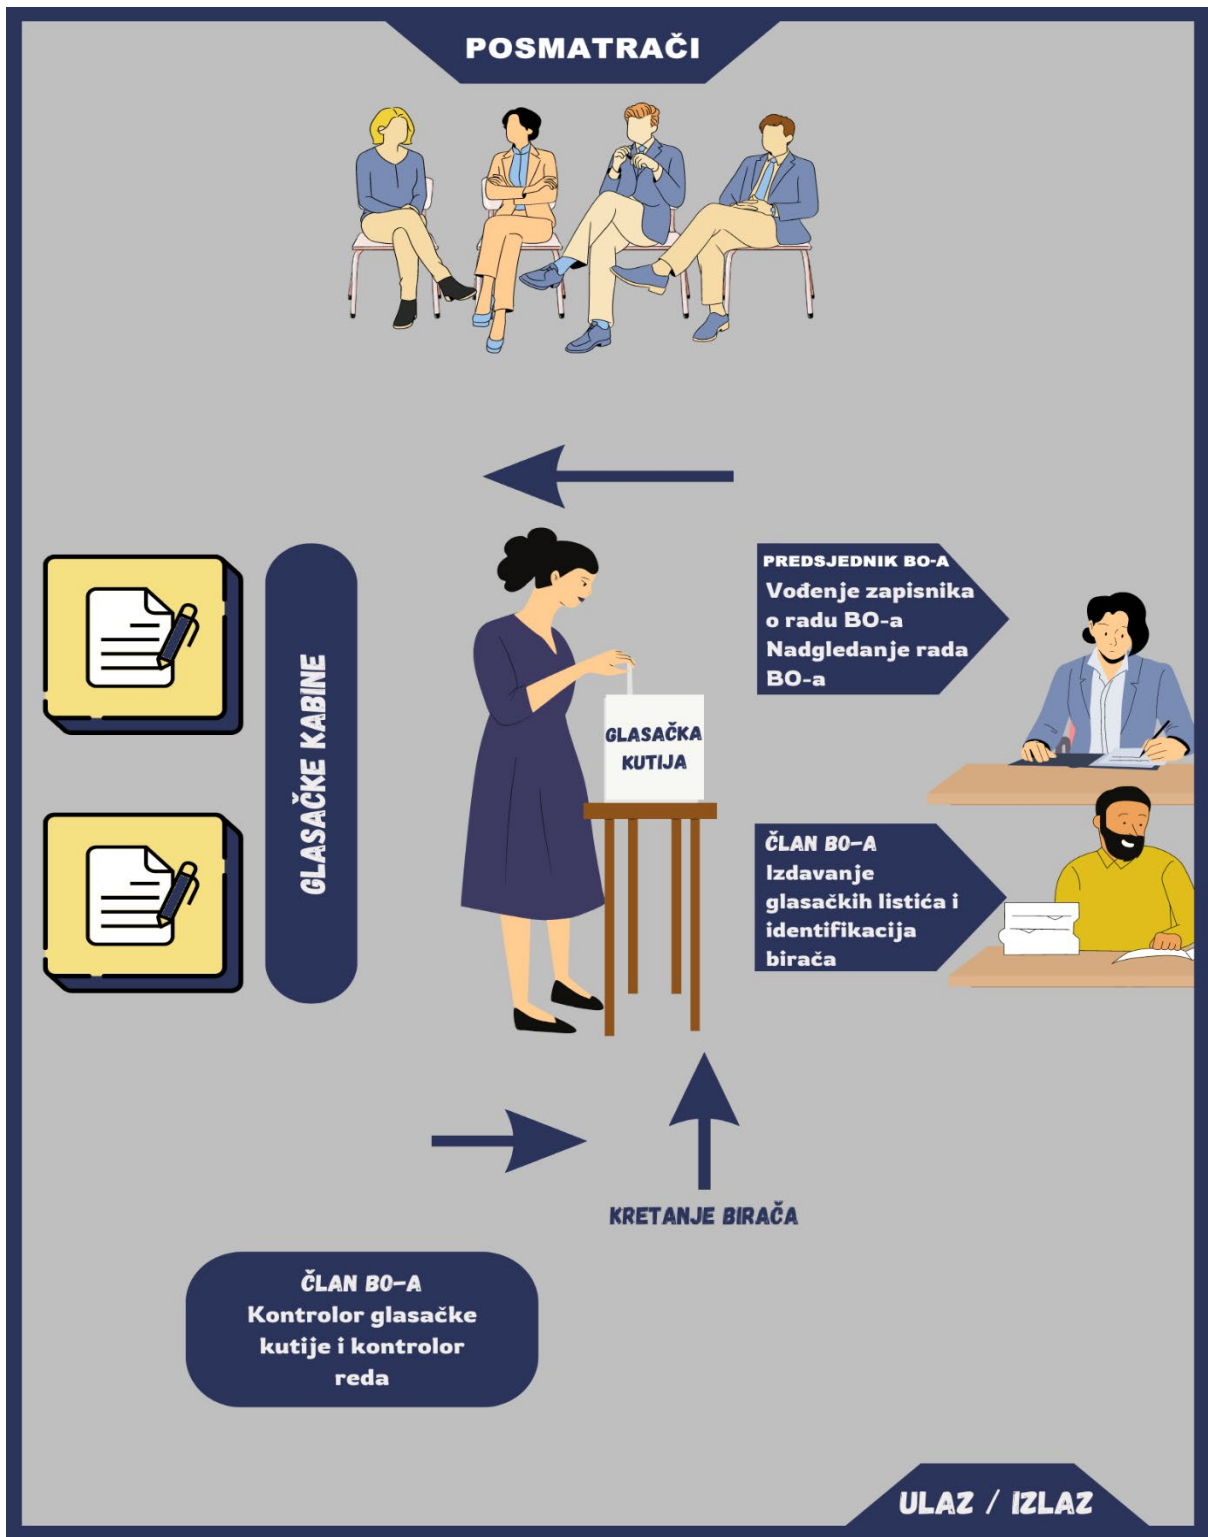 POSMATRAČI
PREDSJEDNIK BO-A
Vođenje zapisnika
o radu BO-a
Nadgledanje rada
BO-a
GLASAČKE KABINE
GLASAČKA
KUTIJA
ČLAN BO-A
Izdavanje
glasačkih listića i
identifikacija
birača
KRETANJE BIRAČA
ČLAN BO-A
Kontrolor glasačke
kutije i kontrolor
reda
ULAZ / IZLAZ